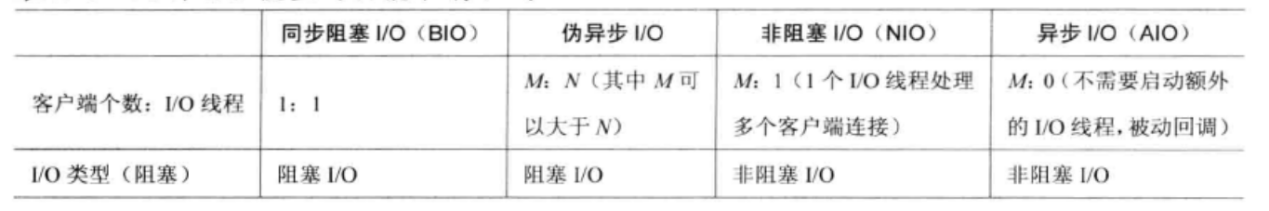 同步阻塞 I/O（BIO） 伪异步 I/O 非阻塞 I/O（NIO） 异步 I/O（AIO）
客户端个数：I/O 线程 1：1 M：N（其中 M 可以大于 N） M：1（1 个 I/O 线程处理多个客户端连接） M：0（不需要启动额外的 I/O 线程，被动回调）
I/O 类型（阻塞） 阻塞 I/O 阻塞 I/O 非阻塞 I/O 非阻塞 I/O